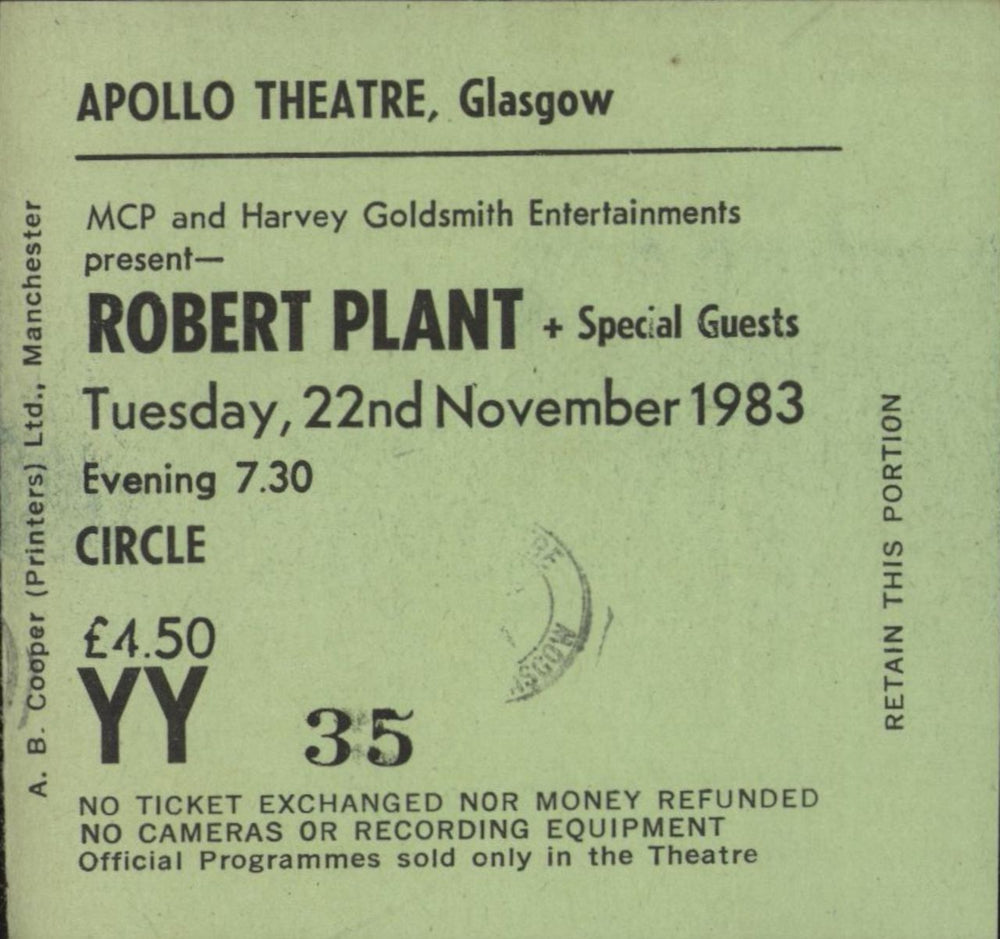 APOLLO THEATRE, Glasgow
MCP and Harvey Goldsmith Entertainments
present—
ROBERT PLANT + Special Guests
Tuesday, 22nd November 1983
Evening 7.30
CIRCLE
£4.50
YY 35
NO TICKET EXCHANGED NOR MONEY REFUNDED
NO CAMERAS OR RECORDING EQUIPMENT
Official Programmes sold only in the Theatre
A. B. Cooper (Printers) Ltd., Manchester
RETAIN THIS PORTION